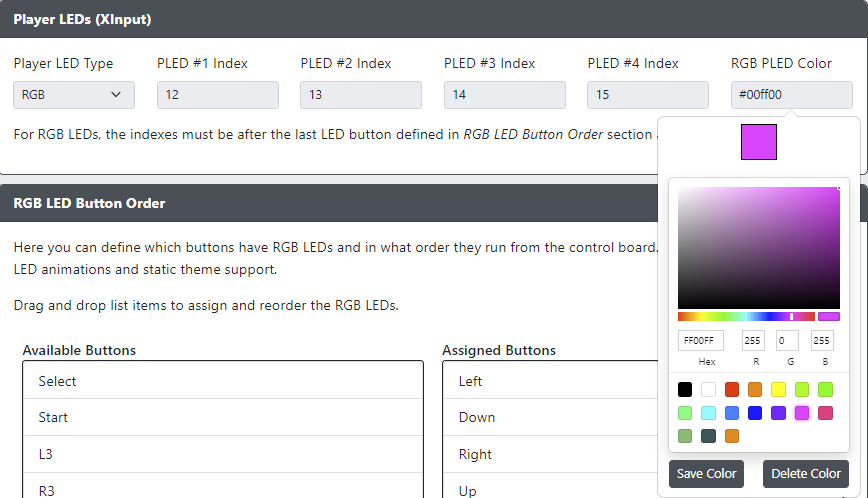 Player LEDs (XInput)
Player LED Type
PLED #1 Index
PLED #2 Index
PLED #3 Index
PLED #4 Index
RGB PLED Color
RGB
12
13
14
15
#00ff00
For RGB LEDs, the indexes must be after the last LED button defined in RGB LED Button Order section
RGB LED Button Order
Here you can define which buttons have RGB LEDs and in what order they run from the control board.
LED animations and static theme support.
Drag and drop list items to assign and reorder the RGB LEDs.
Available Buttons
Select
Start
L3
R3
Assigned Buttons
Left
Down
Right
Up
FF00FF
255
0
255
Hex
R
G
B
Save Color
Delete Color